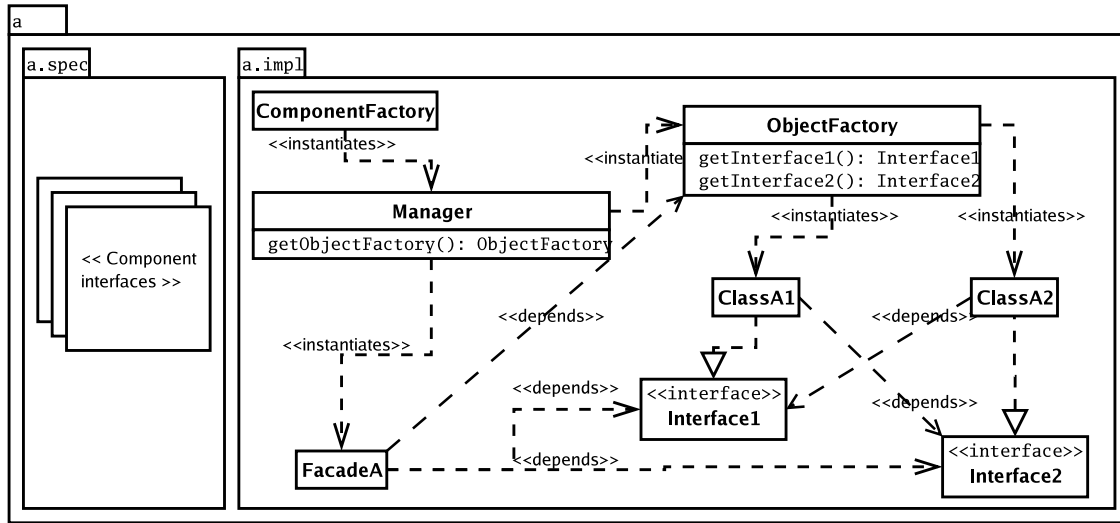 a
a.spec
a.impl
ComponentFactory
<<instantiates>>
ObjectFactory
<<instantiate
getInterface1(): Interface1
getInterface2(): Interface2
Manager
getObjectFactory(): ObjectFactory
<<instantiates>>
<<instantiates>>
<< Component
interfaces >>
ClassA1
ClassA2
<<depends>>
<<depends>>
<<instantiates>>
<<depends>>
<<interface>>
Interface1
<<depends>>
<<depends>>
<<interface>>
Interface2
FacadeA